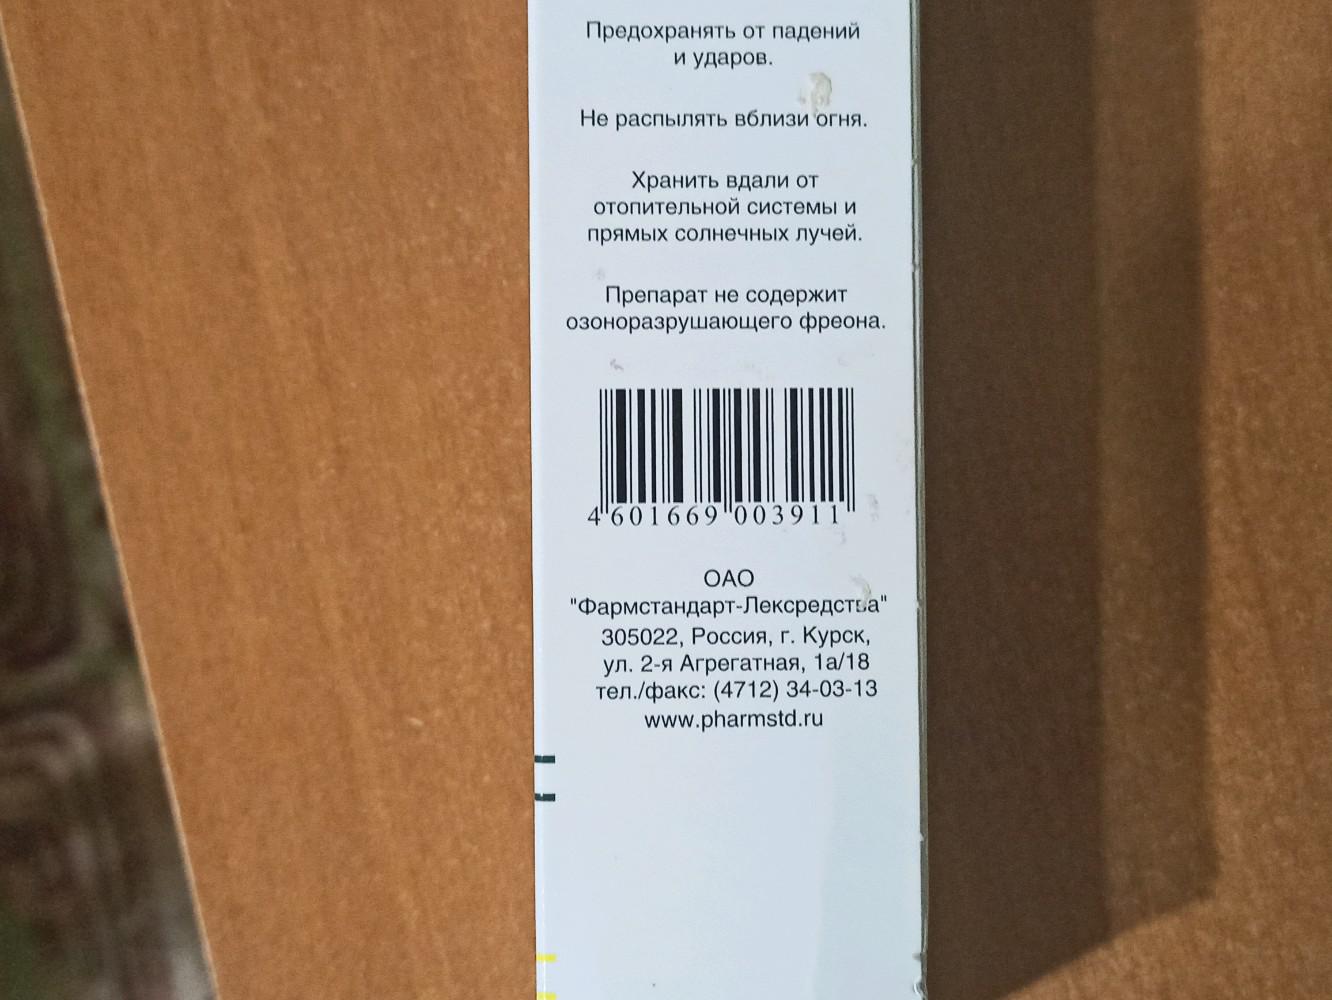 Предохранять от падений
и ударов.
Не распылять вблизи огня.
Хранить вдали от
отопительной системы и
прямых солнечных лучей.
Препарат не содержит
озоноразрушающего фреона.
4 601669 003911
ОАО
"Фармстандарт-Лексредства"
305022, Россия, г. Курск,
ул. 2-я Агрегатная, 1а/18
тел./факс: (4712) 34-03-13
www.pharmstd.ru